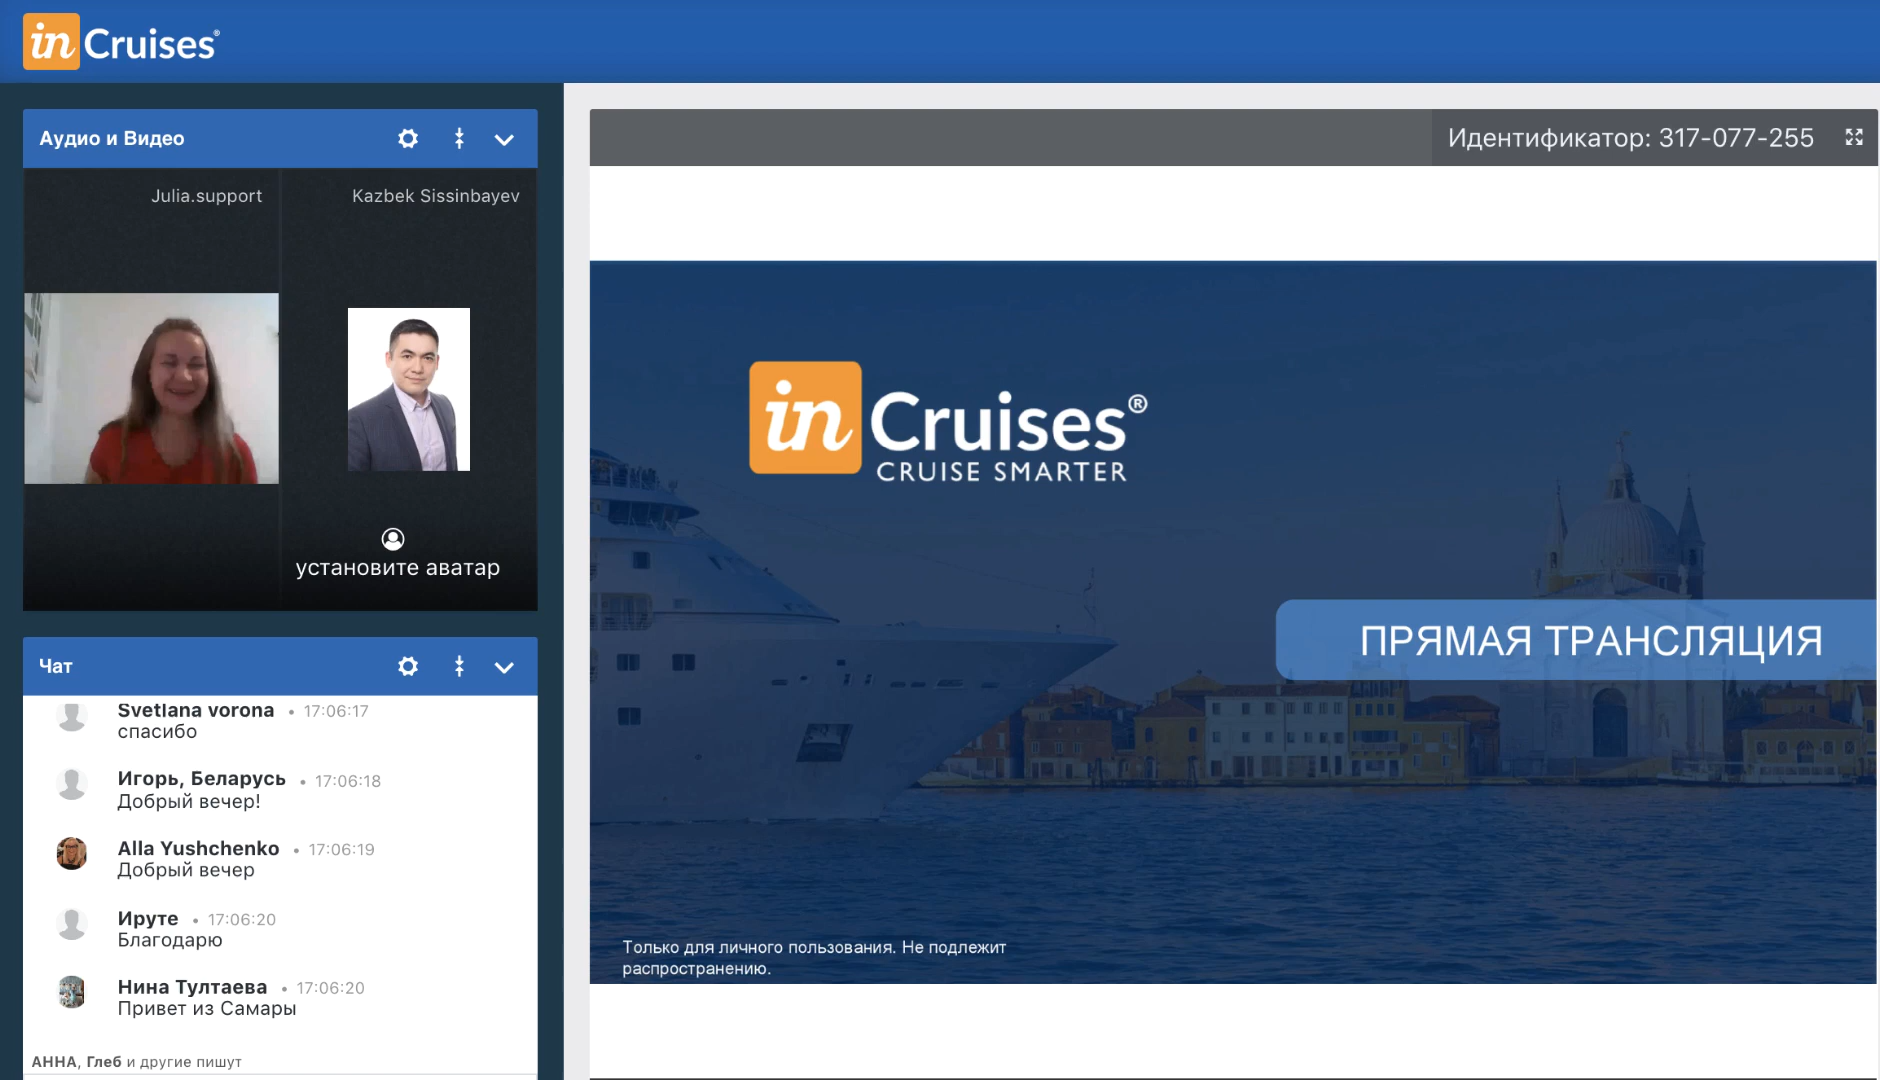 in Cruises®
Аудио и Видео
Julia.support
Kazbek Sissinbayev
установите аватар
Чат
Svetlana vorona • 17:06:17
спасибо
Игорь, Беларусь • 17:06:18
Добрый вечер!
Alla Yushchenko • 17:06:19
Добрый вечер
Ируте • 17:06:20
Благодарю
Нина Тултаева • 17:06:20
Привет из Самары
АННА, Глеб и другие пишут
Идентификатор: 317-077-255
in Cruises®
CRUISE SMARTER
ПРЯМАЯ ТРАНСЛЯЦИЯ
Только для личного пользования. Не подлежит
распространению.